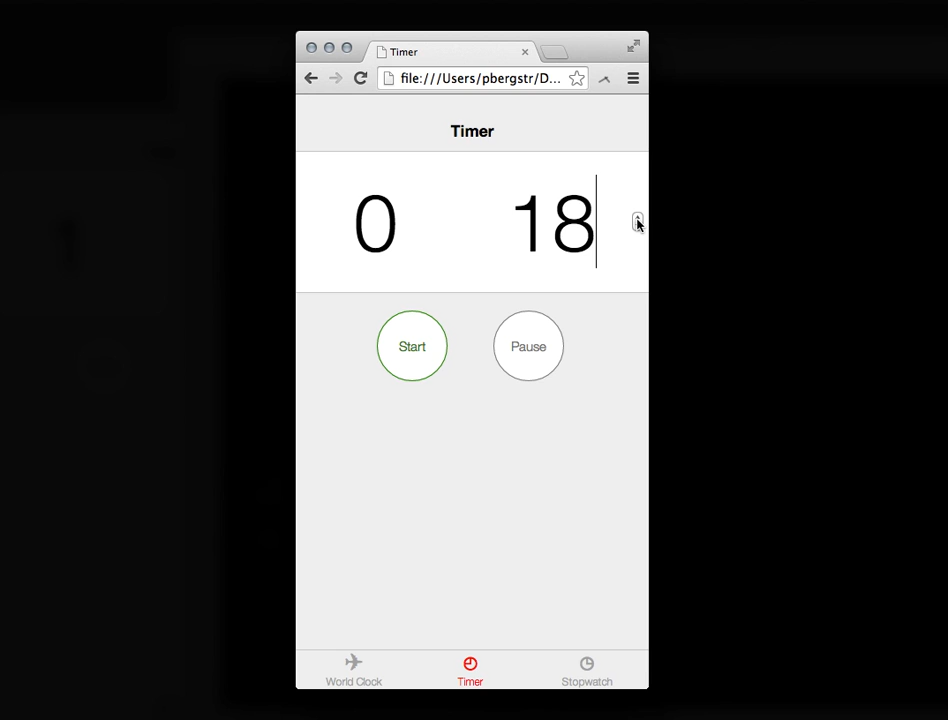 Timer
file:///Users/pbergstr/D...
Timer
0 18
Start Pause
World Clock Timer Stopwatch